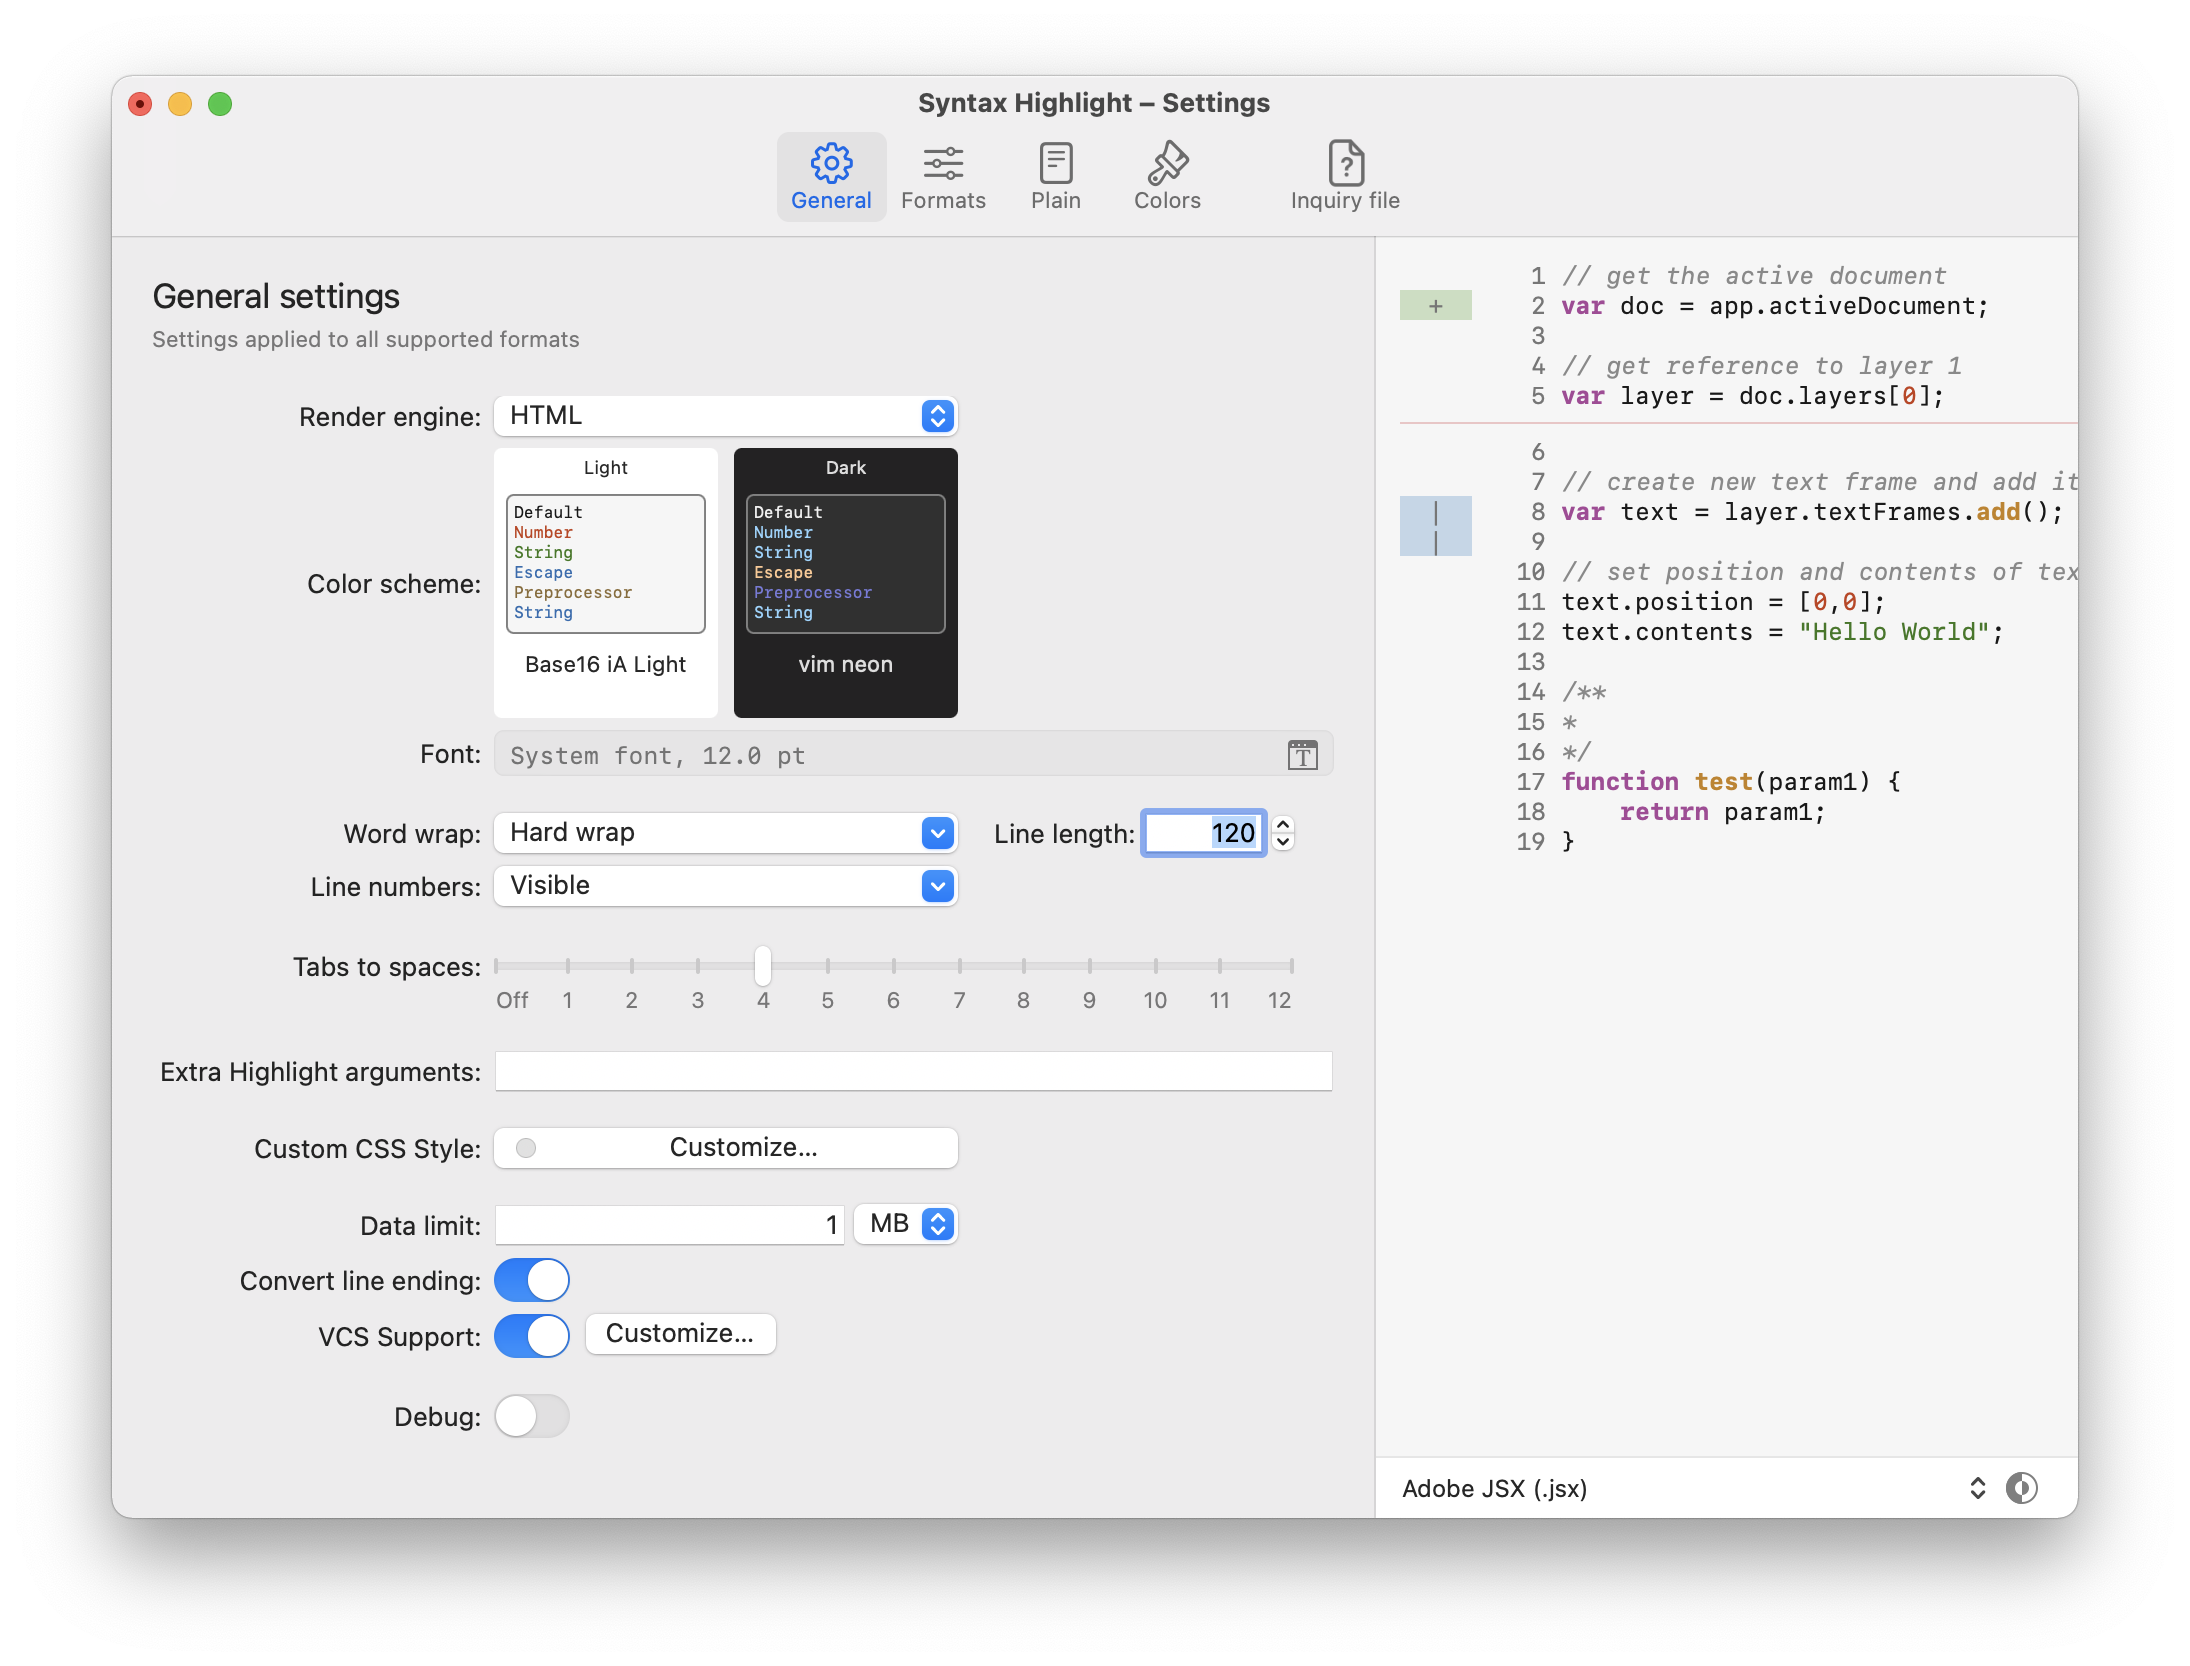 Syntax Highlight – Settings
General
Formats
Plain
Colors
Inquiry file
General settings
Settings applied to all supported formats
Render engine:
HTML
Color scheme:
Light
Default
Number
String
Escape
Preprocessor
String
Base16 iA Light
Dark
Default
Number
String
Escape
Preprocessor
String
vim neon
Font:
System font, 12.0 pt
Word wrap:
Hard wrap
Line length:
120
Line numbers:
Visible
Tabs to spaces:
Off 1 2 3 4 5 6 7 8 9 10 11 12
Extra Highlight arguments:
Custom CSS Style:
Customize...
Data limit:
1
MB
Convert line ending:
VCS Support:
Customize...
Debug:
1 // get the active document
+ 2 var doc = app.activeDocument;
3
4 // get reference to layer 1
5 var layer = doc.layers[0];
6
7 // create new text frame and add it
| 8 var text = layer.textFrames.add();
| 9
10 // set position and contents of tex
11 text.position = [0,0];
12 text.contents = "Hello World";
13
14 /**
15 *
16 */
17 function test(param1) {
18     return param1;
19 }
Adobe JSX (.jsx)